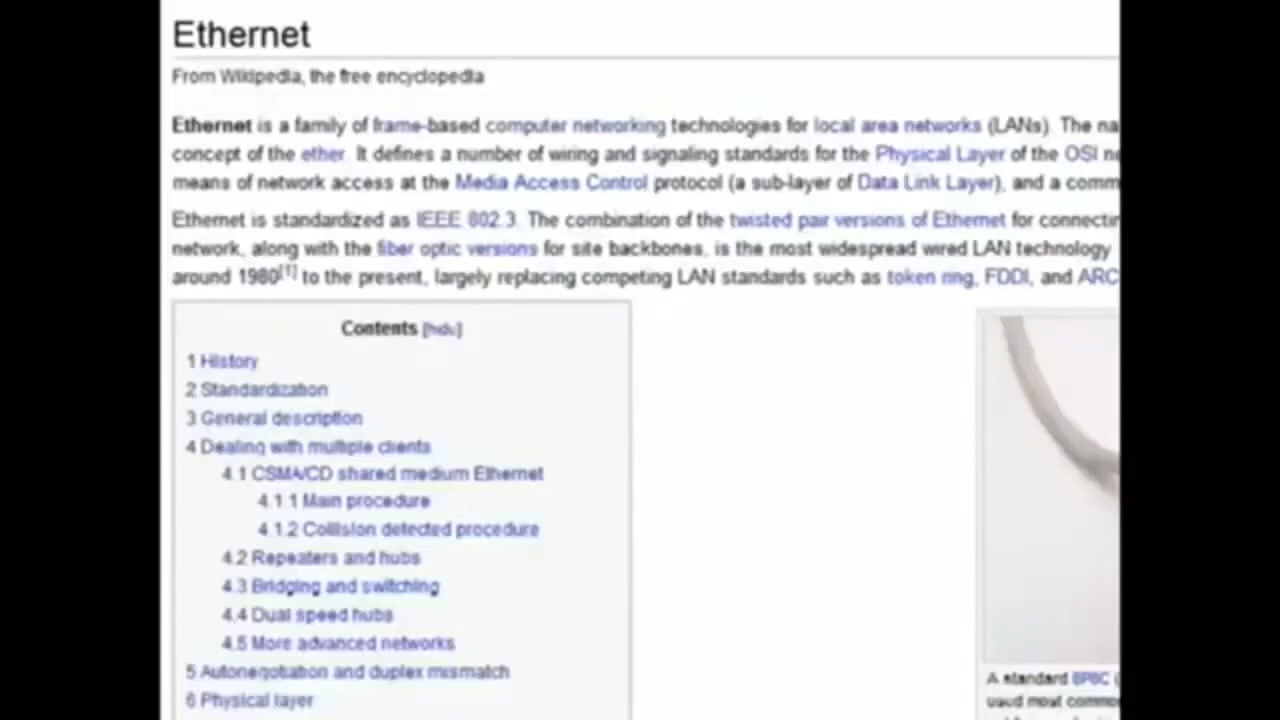 Ethernet
From Wikipedia, the free encyclopedia
Ethernet is a family of frame-based computer networking technologies for local area networks (LANs). The na
concept of the ether. It defines a number of wiring and signaling standards for the Physical Layer of the OSI ne
means of network access at the Media Access Control protocol (a sub-layer of Data Link Layer), and a comm
Ethernet is standardized as IEEE 802.3. The combination of the twisted pair versions of Ethernet for connectin
network, along with the fiber optic versions for site backbones, is the most widespread wired LAN technology
around 1980[1] to the present, largely replacing competing LAN standards such as token ring, FDDI, and ARC
Contents [hide]
1 History
2 Standardization
3 General description
4 Dealing with multiple clients
4.1 CSMA/CD shared medium Ethernet
4.1.1 Main procedure
4.1.2 Collision detected procedure
4.2 Repeaters and hubs
4.3 Bridging and switching
4.4 Dual speed hubs
4.5 More advanced networks
5 Autonegotiation and duplex mismatch
6 Physical layer
A standard 8P8C (
used most commo